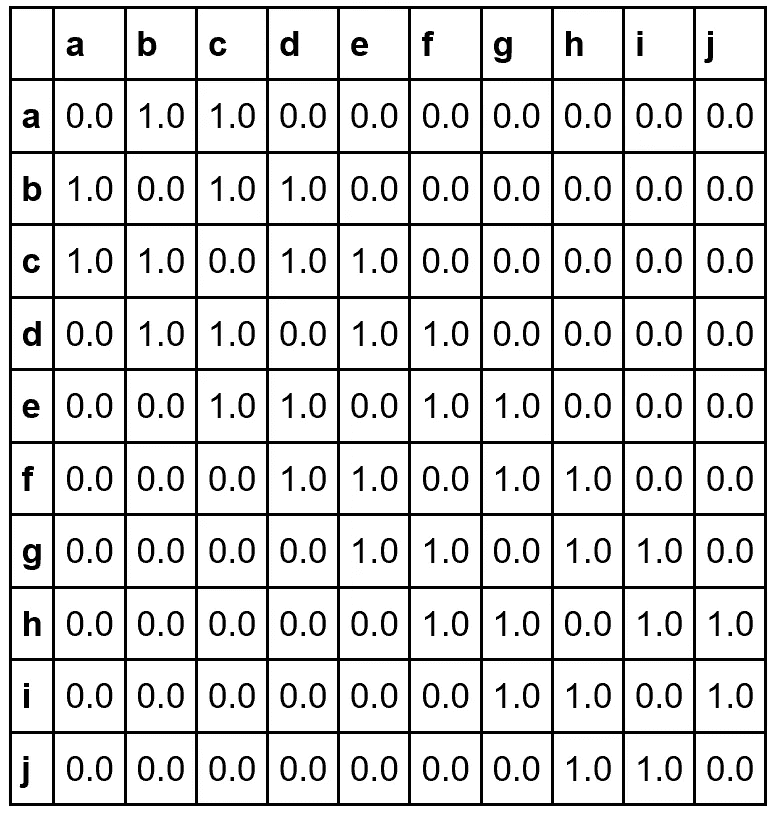 a b c d e f g h i j
a 0.0 1.0 1.0 0.0 0.0 0.0 0.0 0.0 0.0 0.0
b 1.0 0.0 1.0 1.0 0.0 0.0 0.0 0.0 0.0 0.0
c 1.0 1.0 0.0 1.0 1.0 0.0 0.0 0.0 0.0 0.0
d 0.0 1.0 1.0 0.0 1.0 1.0 0.0 0.0 0.0 0.0
e 0.0 0.0 1.0 1.0 0.0 1.0 1.0 0.0 0.0 0.0
f 0.0 0.0 0.0 1.0 1.0 0.0 1.0 1.0 0.0 0.0
g 0.0 0.0 0.0 0.0 1.0 1.0 0.0 1.0 1.0 0.0
h 0.0 0.0 0.0 0.0 0.0 1.0 1.0 0.0 1.0 1.0
i 0.0 0.0 0.0 0.0 0.0 0.0 1.0 1.0 0.0 1.0
j 0.0 0.0 0.0 0.0 0.0 0.0 0.0 1.0 1.0 0.0